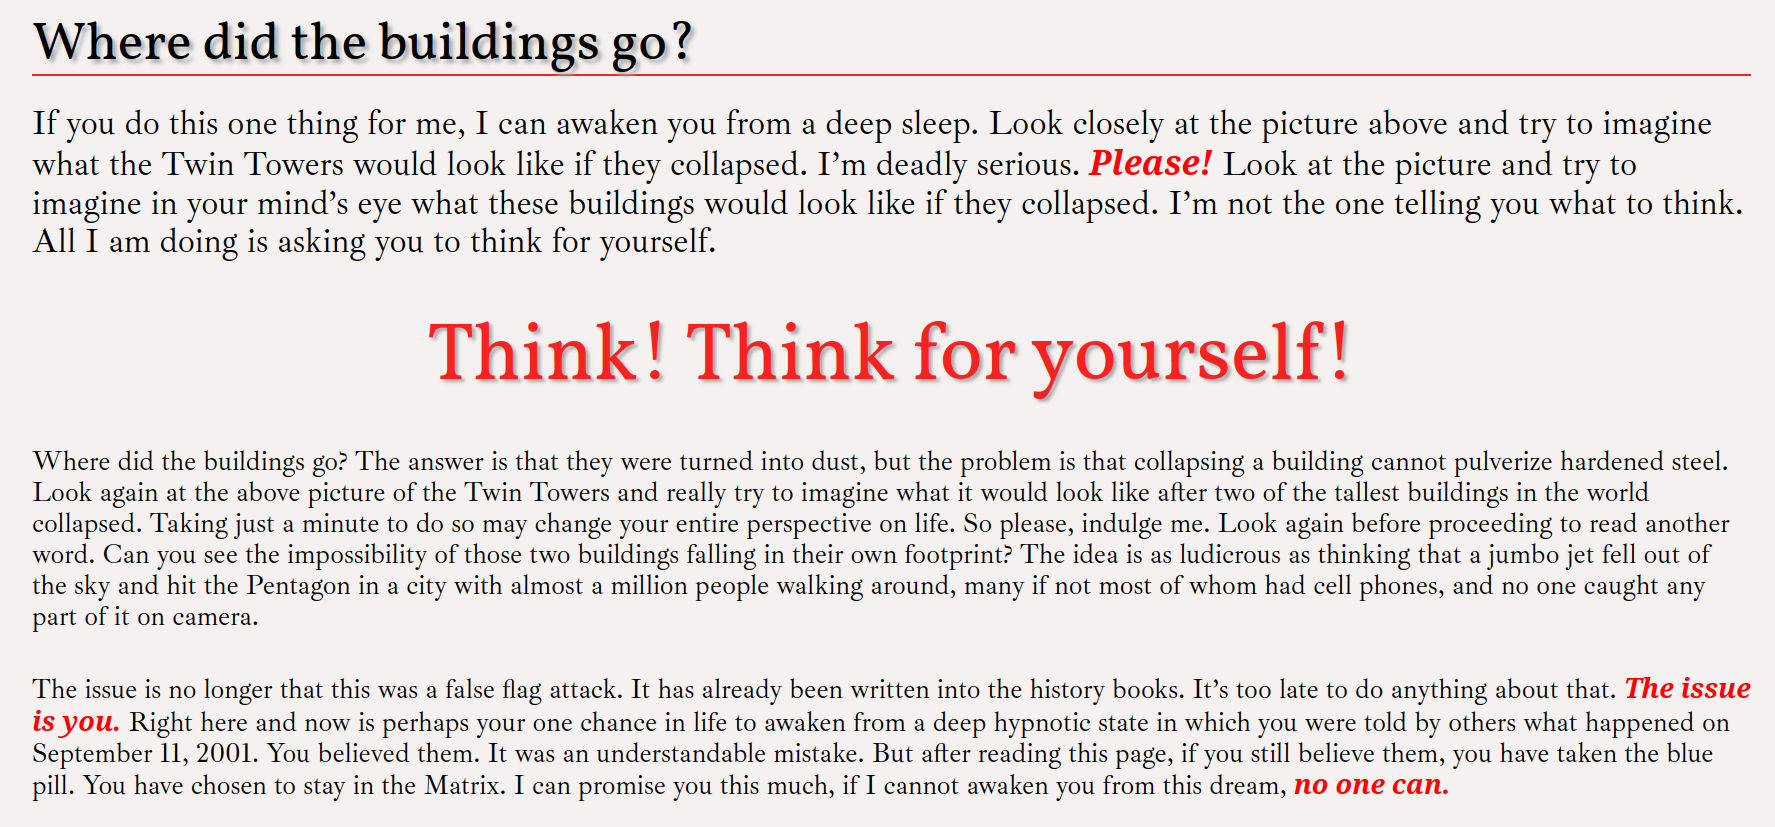 Where did the buildings go?
If you do this one thing for me, I can awaken you from a deep sleep. Look closely at the picture above and try to imagine
what the Twin Towers would look like if they collapsed. I’m deadly serious. Please! Look at the picture and try to
imagine in your mind’s eye what these buildings would look like if they collapsed. I’m not the one telling you what to think.
All I am doing is asking you to think for yourself.
Think! Think for yourself!
Where did the buildings go? The answer is that they were turned into dust, but the problem is that collapsing a building cannot pulverize hardened steel.
Look again at the above picture of the Twin Towers and really try to imagine what it would look like after two of the tallest buildings in the world
collapsed. Taking just a minute to do so may change your entire perspective on life. So please, indulge me. Look again before proceeding to read another
word. Can you see the impossibility of those two buildings falling in their own footprint? The idea is as ludicrous as thinking that a jumbo jet fell out of
the sky and hit the Pentagon in a city with almost a million people walking around, many if not most of whom had cell phones, and no one caught any
part of it on camera.
The issue is no longer that this was a false flag attack. It has already been written into the history books. It’s too late to do anything about that. The issue
is you. Right here and now is perhaps your one chance in life to awaken from a deep hypnotic state in which you were told by others what happened on
September 11, 2001. You believed them. It was an understandable mistake. But after reading this page, if you still believe them, you have taken the blue
pill. You have chosen to stay in the Matrix. I can promise you this much, if I cannot awaken you from this dream, no one can.